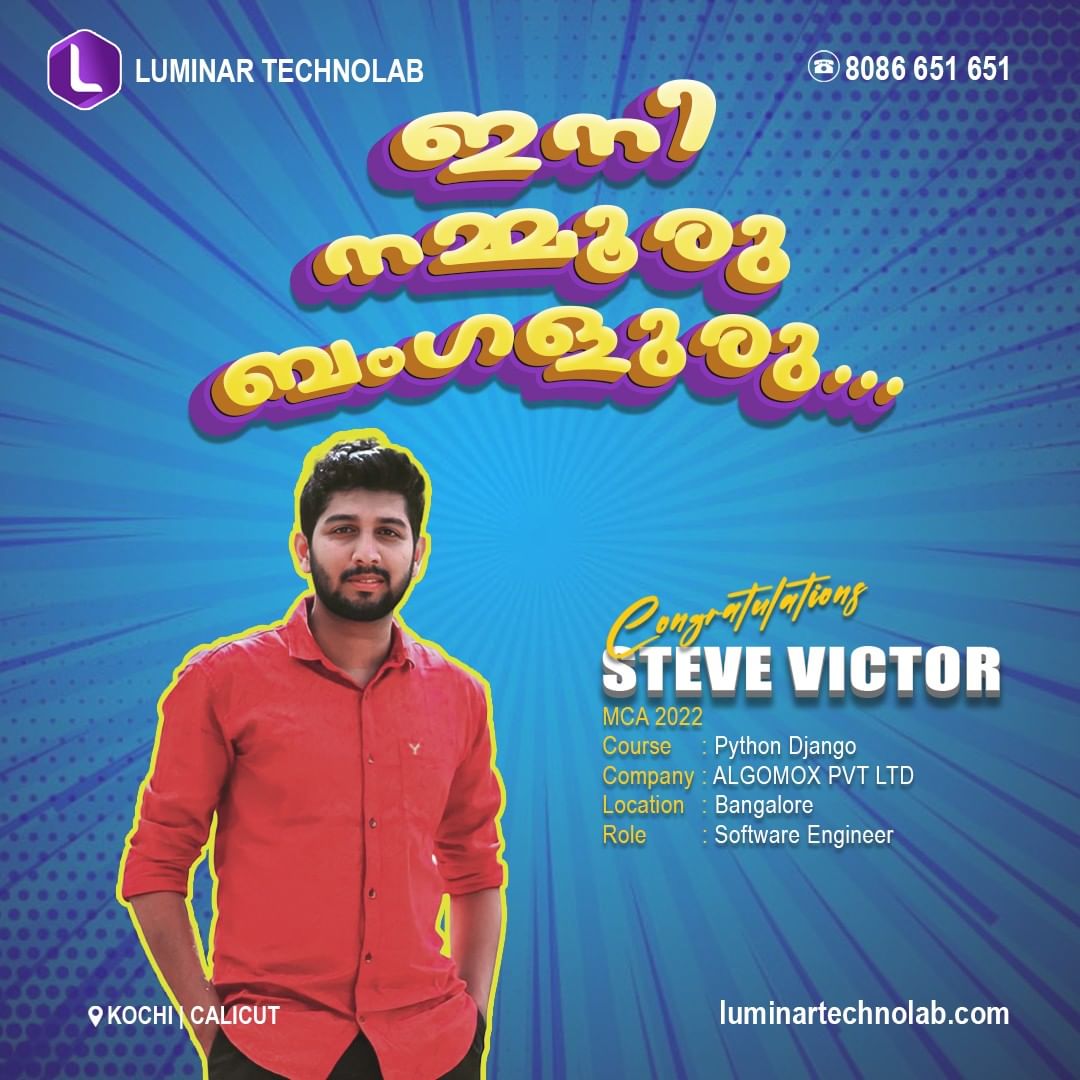 LUMINAR TECHNOLAB
8086 651 651
ഇനി
നമ്മൂരു
ബംഗളുരു...
Congratulations
STEVE VICTOR
MCA 2022
Course : Python Django
Company : ALGOMOX PVT LTD
Location : Bangalore
Role : Software Engineer
KOCHI | CALICUT
luminartechnolab.com